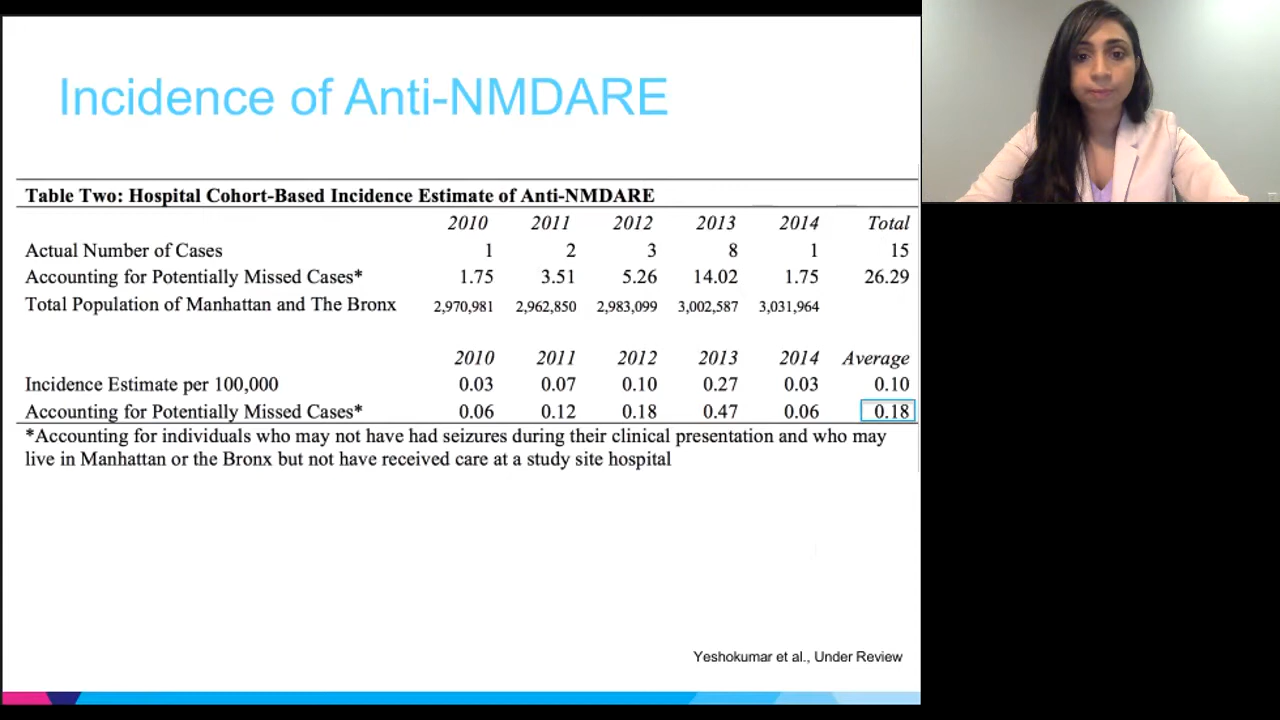 Incidence of Anti-NMDARE
Table Two: Hospital Cohort-Based Incidence Estimate of Anti-NMDARE
2010 2011 2012 2013 2014 Total
Actual Number of Cases 1 2 3 8 1 15
Accounting for Potentially Missed Cases* 1.75 3.51 5.26 14.02 1.75 26.29
Total Population of Manhattan and The Bronx 2,970,981 2,962,850 2,983,099 3,002,587 3,031,964
2010 2011 2012 2013 2014 Average
Incidence Estimate per 100,000 0.03 0.07 0.10 0.27 0.03 0.10
Accounting for Potentially Missed Cases* 0.06 0.12 0.18 0.47 0.06 0.18
*Accounting for individuals who may not have had seizures during their clinical presentation and who may
live in Manhattan or the Bronx but not have received care at a study site hospital
Yeshokumar et al., Under Review